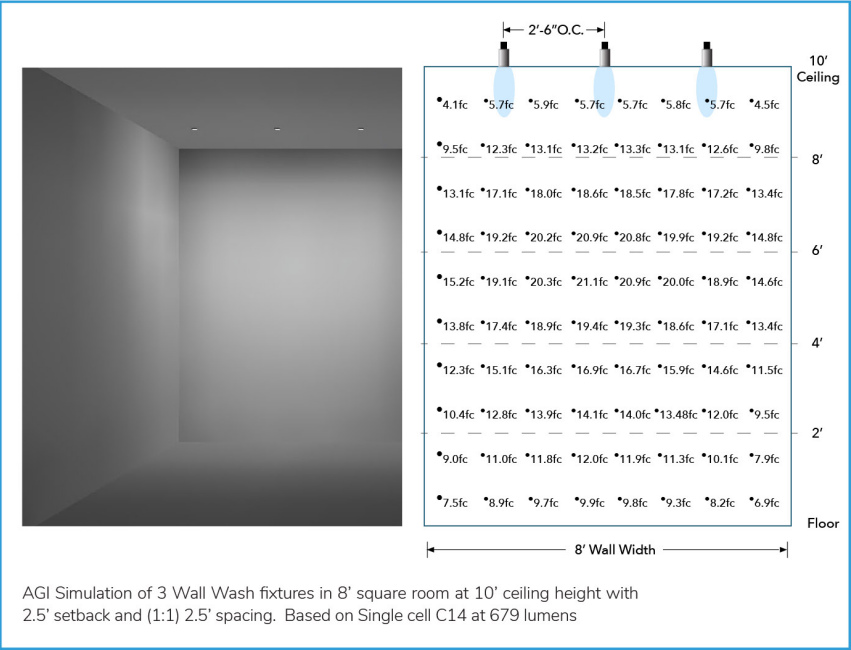 2'-6"O.C.
10'
Ceiling
4.1fc 5.7fc 5.9fc 5.7fc 5.7fc 5.8fc 5.7fc 4.5fc
9.5fc 12.3fc 13.1fc 13.2fc 13.3fc 13.1fc 12.6fc 9.8fc
8'
13.1fc 17.1fc 18.0fc 18.6fc 18.5fc 17.8fc 17.2fc 13.4fc
14.8fc 19.2fc 20.2fc 20.9fc 20.8fc 19.9fc 19.2fc 14.8fc
6'
15.2fc 19.1fc 20.3fc 21.1fc 20.9fc 20.0fc 18.9fc 14.6fc
13.8fc 17.4fc 18.9fc 19.4fc 19.3fc 18.6fc 17.1fc 13.4fc
4'
12.3fc 15.1fc 16.3fc 16.9fc 16.7fc 15.9fc 14.6fc 11.5fc
10.4fc 12.8fc 13.9fc 14.1fc 14.0fc 13.48fc 12.0fc 9.5fc
2'
9.0fc 11.0fc 11.8fc 12.0fc 11.9fc 11.3fc 10.1fc 7.9fc
7.5fc 8.9fc 9.7fc 9.9fc 9.8fc 9.3fc 8.2fc 6.9fc
Floor
8' Wall Width
AGI Simulation of 3 Wall Wash fixtures in 8' square room at 10' ceiling height with
2.5' setback and (1:1) 2.5' spacing. Based on Single cell C14 at 679 lumens